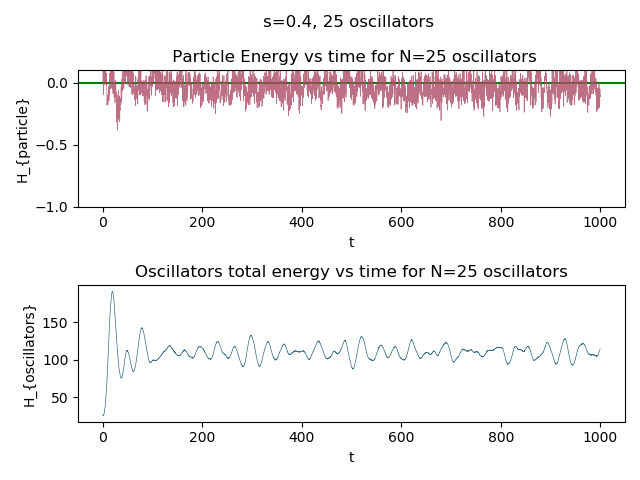 s=0.4, 25 oscillators
Particle Energy vs time for N=25 oscillators
0.0
−0.5
−1.0
H_{particle}
0 200 400 600 800 1000
t
Oscillators total energy vs time for N=25 oscillators
150
100
50
H_{oscillators}
0 200 400 600 800 1000
t